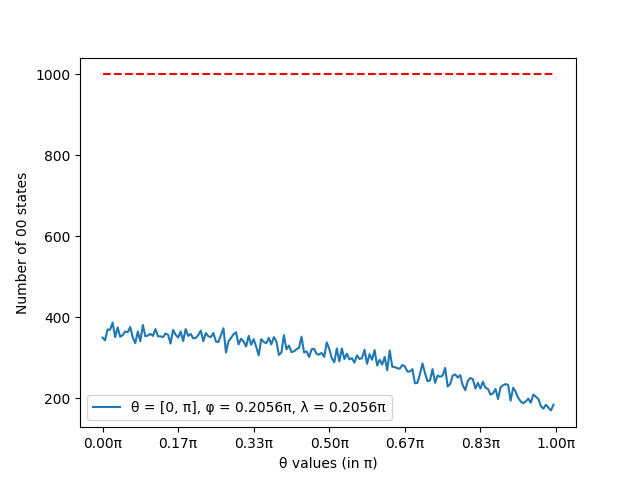 1000
800
600
400
200
Number of 00 states
θ = [0, π], φ = 0.2056π, λ = 0.2056π
0.00π 0.17π 0.33π 0.50π 0.67π 0.83π 1.00π
θ values (in π)